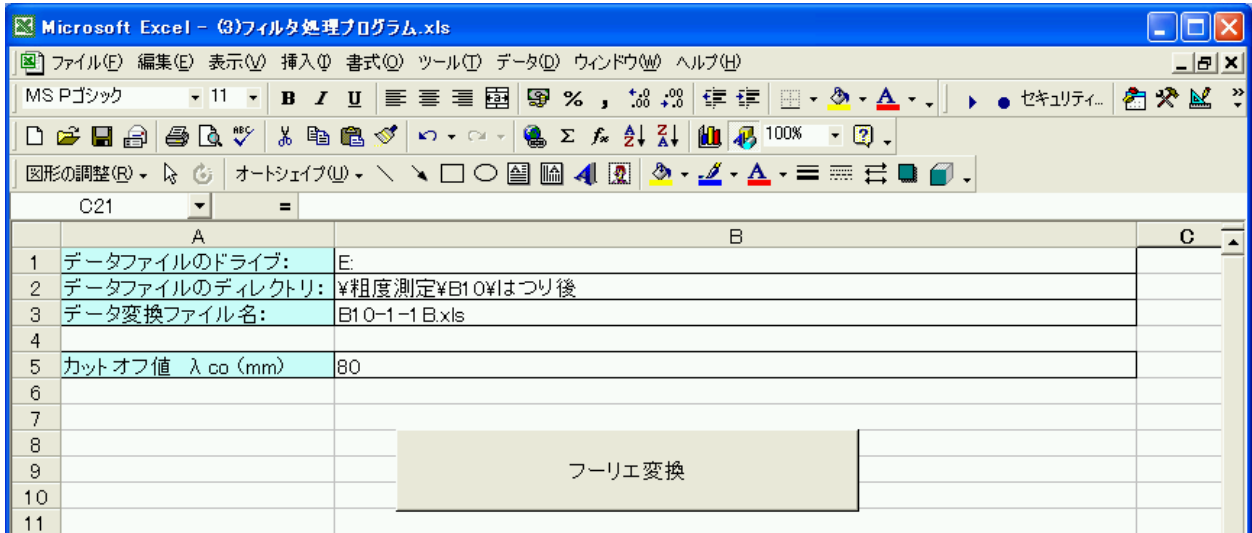 Microsoft Excel - (3)フィルタ処理プログラム.xls
ファイル(F) 編集(E) 表示(V) 挿入(I) 書式(O) ツール(T) データ(D) ウィンドウ(W) ヘルプ(H)
MS Pゴシック 11 B I U % , セキュリティ...
ABC Σ fx 100%
図形の調整(R) オートシェイプ(U)
C21 =
A B C
1 データファイルのドライブ: E:
2 データファイルのディレクトリ: ¥粗度測定¥B10¥はつり後
3 データ変換ファイル名: B10-1-1B.xls
4
5 カットオフ値 λco(mm) 80
6
7
8
9 フーリエ変換
10
11